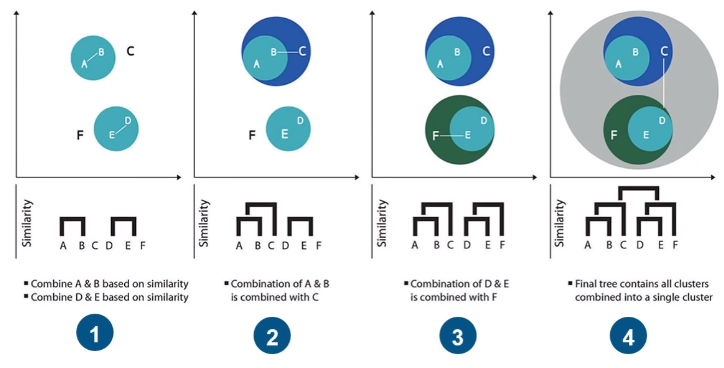 B
A
C
F
D
E
Similarity
A B C D E F
■ Combine A & B based on similarity
■ Combine D & E based on similarity
1
B
C
A
F
D
E
Similarity
A B C D E F
■ Combination of A & B
is combined with C
2
B
C
A
D
F
E
Similarity
A B C D E F
■ Combination of D & E
is combined with F
3
B
C
A
D
F
E
Similarity
A B C D E F
■ Final tree contains all clusters
combined into a single cluster
4